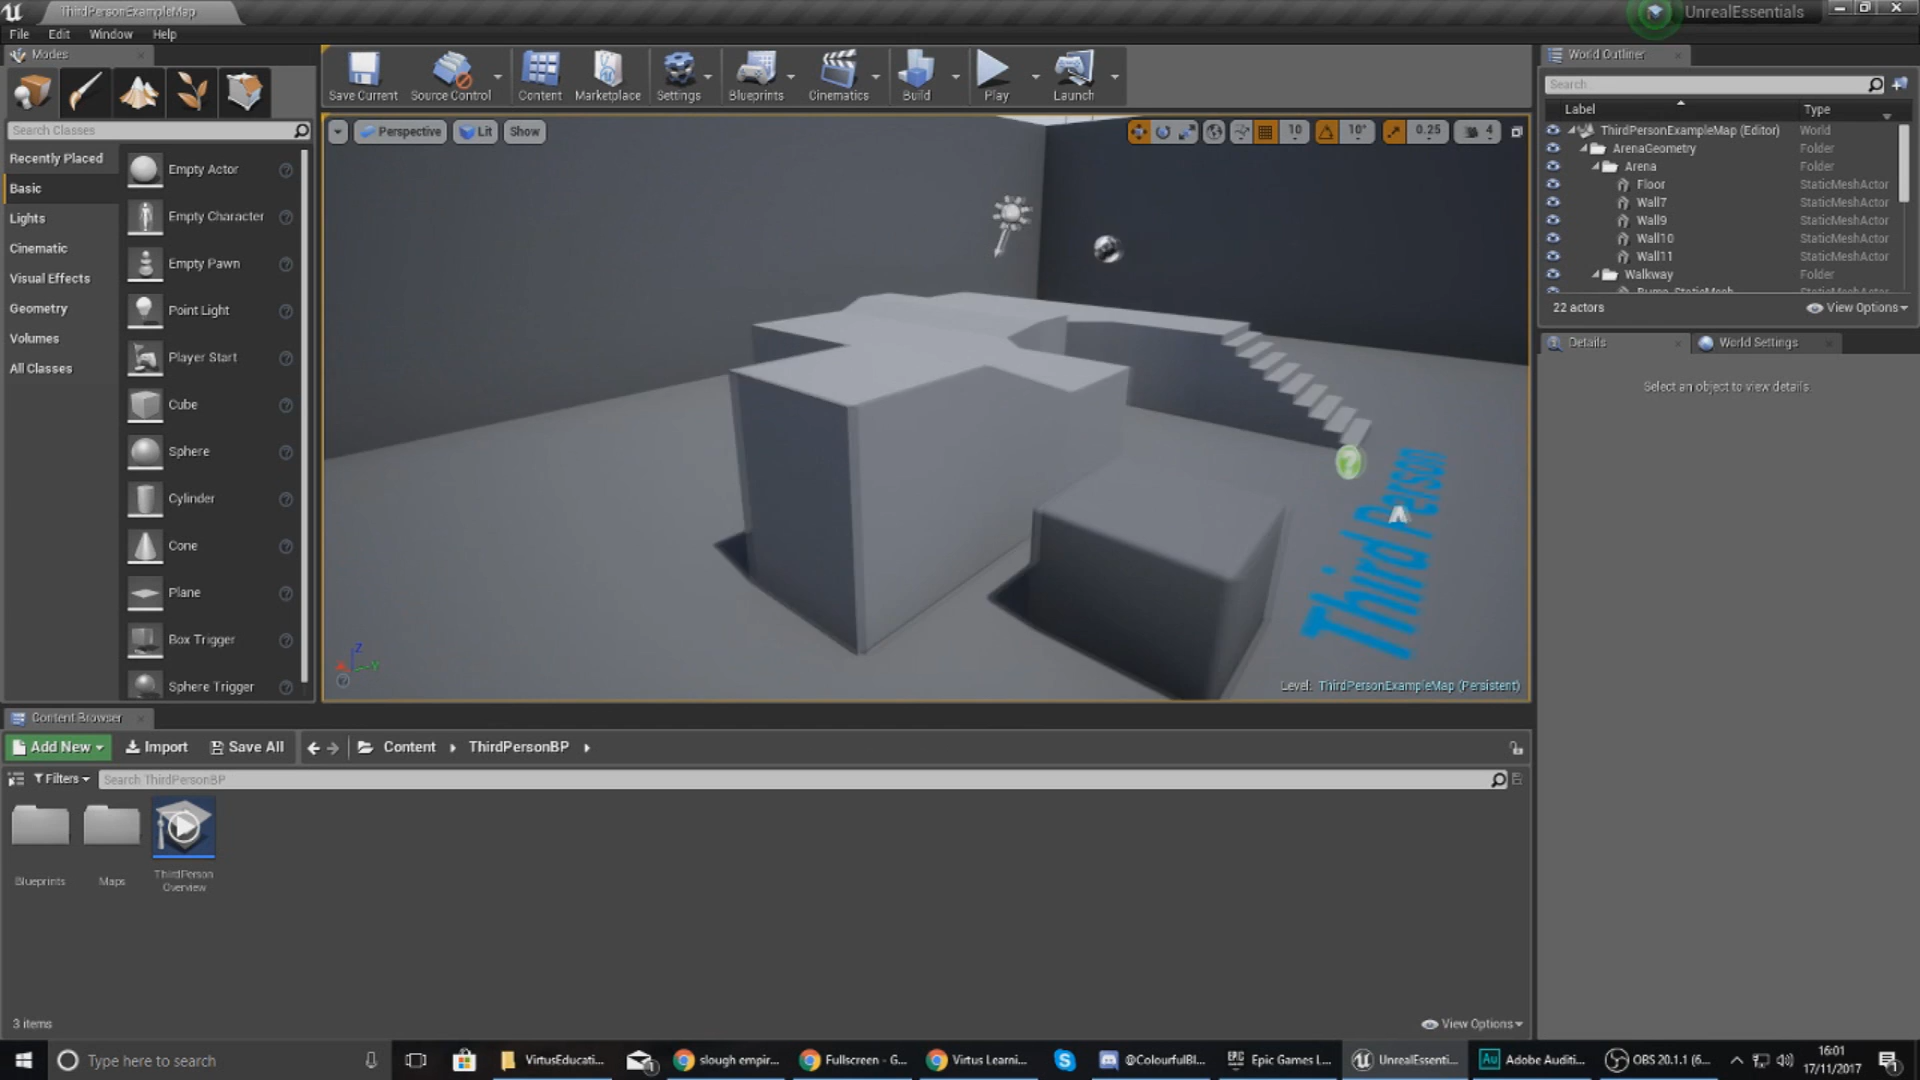 ThirdPersonExampleMap
UnrealEssentials
File Edit Window Help
Modes
Search Classes
Recently Placed
Basic
Lights
Cinematic
Visual Effects
Geometry
Volumes
All Classes
Empty Actor
Empty Character
Empty Pawn
Point Light
Player Start
Cube
Sphere
Cylinder
Cone
Plane
Box Trigger
Sphere Trigger
Save Current Source Control Content Marketplace Settings Blueprints Cinematics Build Play Launch
Perspective Lit Show
10 10° 0.25 4
Third Person
Z
Y
Level: ThirdPersonExampleMap (Persistent)
World Outliner
Search
Label Type
ThirdPersonExampleMap (Editor) World
ArenaGeometry Folder
Arena Folder
Floor StaticMeshActor
Wall7 StaticMeshActor
Wall9 StaticMeshActor
Wall10 StaticMeshActor
Wall11 StaticMeshActor
Walkway Folder
22 actors View Options
Details World Settings
Select an object to view details.
Content Browser
Add New Import Save All Content ThirdPersonBP
Filters Search ThirdPersonBP
Blueprints
Maps
ThirdPerson
Overview
3 items View Options
Type here to search
VirtusEducati...
1
slough empir...
Fullscreen - G...
Virtus Learni...
@ColourfulBl...
Epic Games L...
UnrealEssenti...
Au Adobe Auditi...
OBS 20.1.1 (6...
16:01
17/11/2017
1